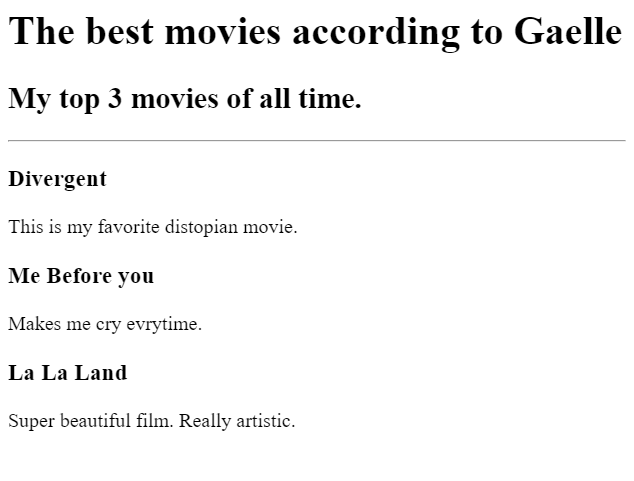 The best movies according to Gaelle
My top 3 movies of all time.
Divergent
This is my favorite distopian movie.
Me Before you
Makes me cry evrytime.
La La Land
Super beautiful film. Really artistic.